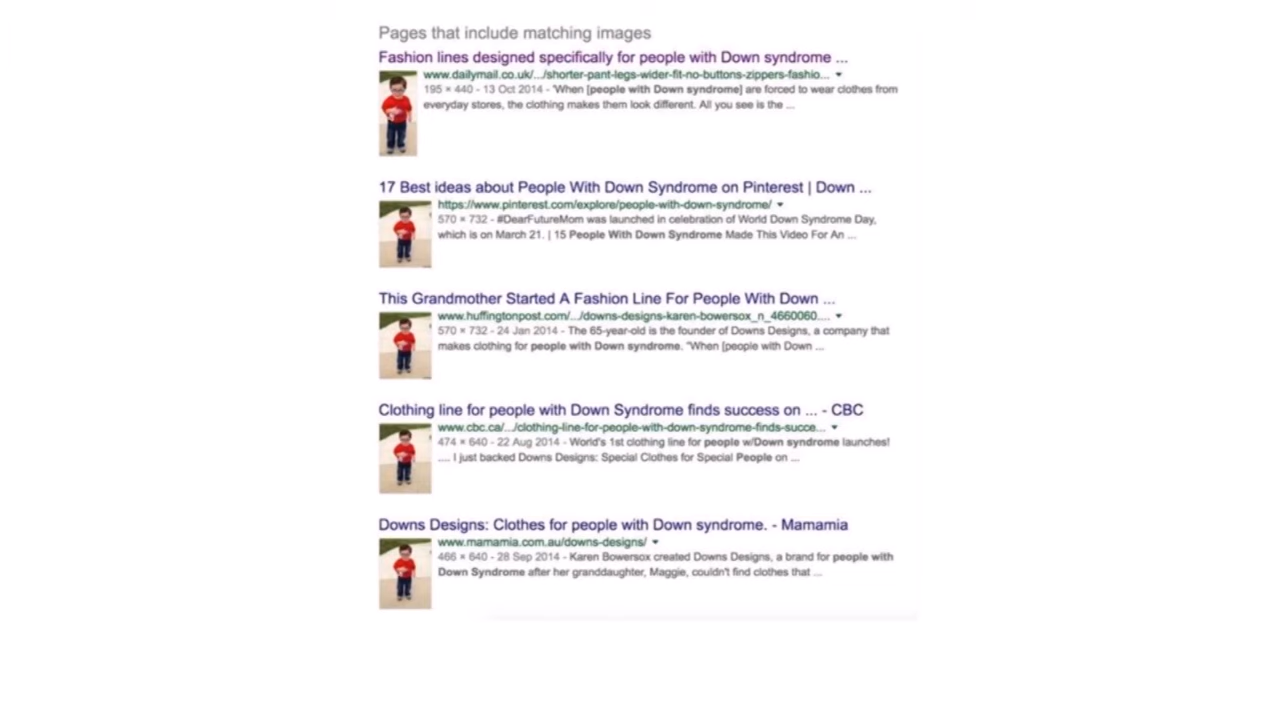 Pages that include matching images
Fashion lines designed specifically for people with Down syndrome ...
www.dailymail.co.uk/.../shorter-pant-legs-wider-fit-no-buttons-zippers-fashio...
195 × 440 - 13 Oct 2014 - 'When [people with Down syndrome] are forced to wear clothes from
everyday stores, the clothing makes them look different. All you see is the ...
17 Best ideas about People With Down Syndrome on Pinterest | Down ...
https://www.pinterest.com/explore/people-with-down-syndrome/
570 × 732 - #DearFutureMom was launched in celebration of World Down Syndrome Day,
which is on March 21. | 15 People With Down Syndrome Made This Video For An ...
This Grandmother Started A Fashion Line For People With Down ...
www.huffingtonpost.com/.../downs-designs-karen-bowersox_n_4660060....
570 × 732 - 24 Jan 2014 - The 65-year-old is the founder of Downs Designs, a company that
makes clothing for people with Down syndrome. "When [people with Down ...
Clothing line for people with Down Syndrome finds success on ... - CBC
www.cbc.ca/.../clothing-line-for-people-with-down-syndrome-finds-succe...
474 × 640 - 22 Aug 2014 - World's 1st clothing line for people w/Down syndrome launches!
.... I just backed Downs Designs: Special Clothes for Special People on ...
Downs Designs: Clothes for people with Down syndrome. - Mamamia
www.mamamia.com.au/downs-designs/
466 × 640 - 28 Sep 2014 - Karen Bowersox created Downs Designs, a brand for people with
Down Syndrome after her granddaughter, Maggie, couldn't find clothes that ...